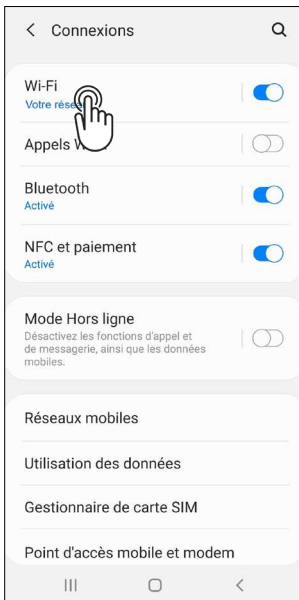 Connexions
Wi-Fi
Votre
Appels
Bluetooth
Activé
NFC et paiement
Activé
Mode Hors ligne
Désactivez les fonctions d'appel et
de messagerie, ainsi que les données
mobiles.
Réseaux mobiles
Utilisation des données
Gestionnaire de carte SIM
Point d'accès mobile et modem